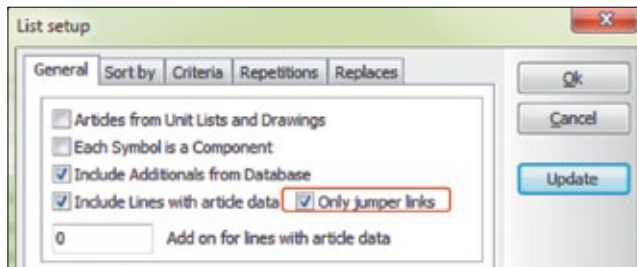 List setup
General Sort by Criteria Repetitions Replaces
Ok
Articles from Unit Lists and Drawings
Cancel
Each Symbol is a Component
Include Additionals from Database
Update
Include Lines with article data Only jumper links
0 Add on for lines with article data